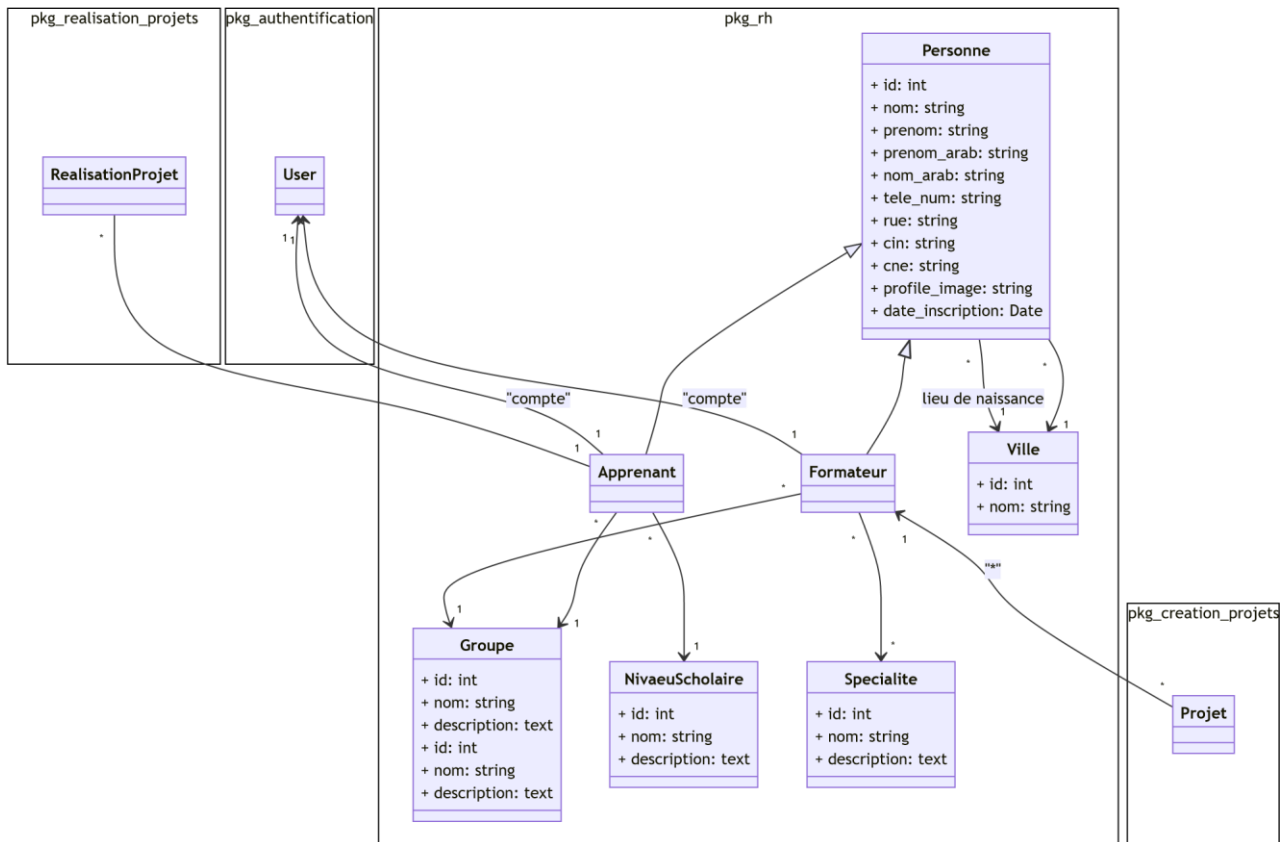 pkg_realisation_projets
pkg_authentification
pkg_rh
Personne
+ id: int
+ nom: string
+ prenom: string
+ prenom_arab: string
+ nom_arab: string
+ tele_num: string
+ rue: string
+ cin: string
+ cne: string
+ profile_image: string
+ date_inscription: Date
RealisationProjet
User
*
1
1
*
*
"compte"
"compte"
lieu de naissance
1
1
1
1
1
Apprenant
Formateur
Ville
+ id: int
+ nom: string
*
*
*
*
1
"*"
1
1
1
*
*
pkg_creation_projets
Groupe
+ id: int
+ nom: string
+ description: text
+ id: int
+ nom: string
+ description: text
NivaeuScholaire
+ id: int
+ nom: string
+ description: text
Specialite
+ id: int
+ nom: string
+ description: text
Projet